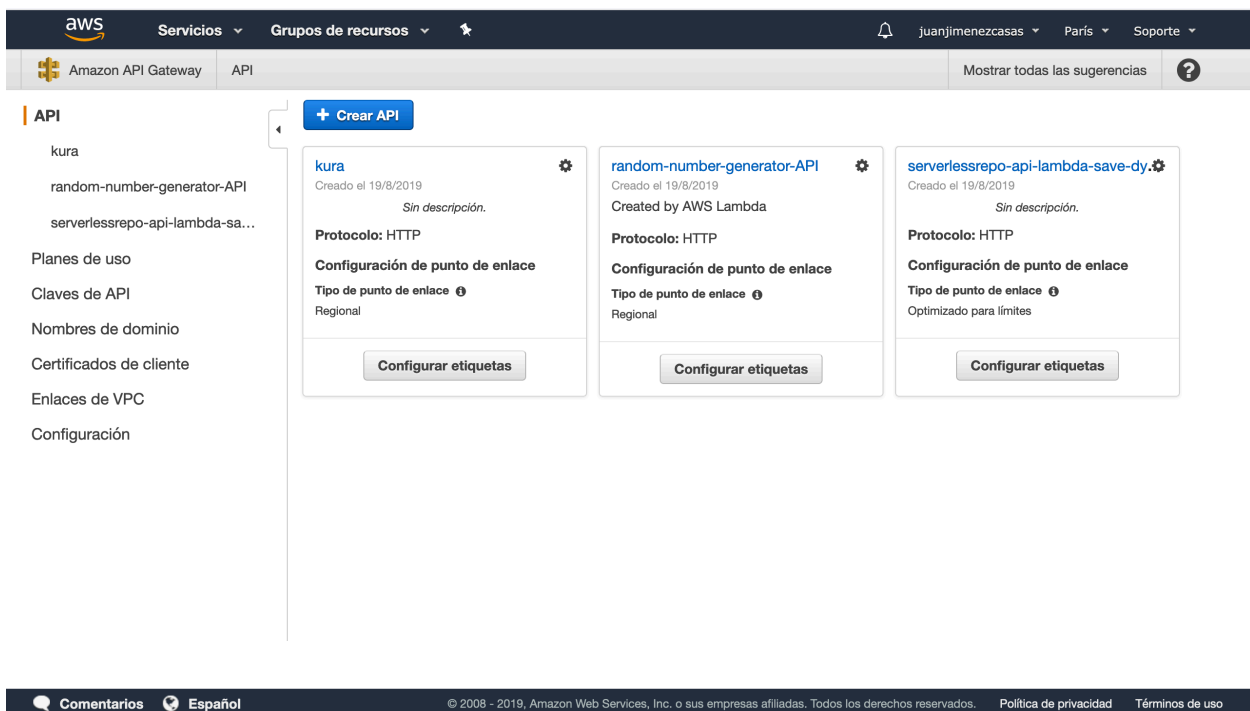 aws Servicios Grupos de recursos juanjimenezcasas París Soporte
Amazon API Gateway API Mostrar todas las sugerencias ?
API
kura
random-number-generator-API
serverlessrepo-api-lambda-sa...
Planes de uso
Claves de API
Nombres de dominio
Certificados de cliente
Enlaces de VPC
Configuración
+ Crear API
kura
Creado el 19/8/2019
Sin descripción.
Protocolo: HTTP
Configuración de punto de enlace
Tipo de punto de enlace
Regional
Configurar etiquetas
random-number-generator-API
Creado el 19/8/2019
Created by AWS Lambda
Protocolo: HTTP
Configuración de punto de enlace
Tipo de punto de enlace
Regional
Configurar etiquetas
serverlessrepo-api-lambda-save-dy.
Creado el 19/8/2019
Sin descripción.
Protocolo: HTTP
Configuración de punto de enlace
Tipo de punto de enlace
Optimizado para límites
Configurar etiquetas
Comentarios Español © 2008 - 2019, Amazon Web Services, Inc. o sus empresas afiliadas. Todos los derechos reservados. Política de privacidad Términos de uso